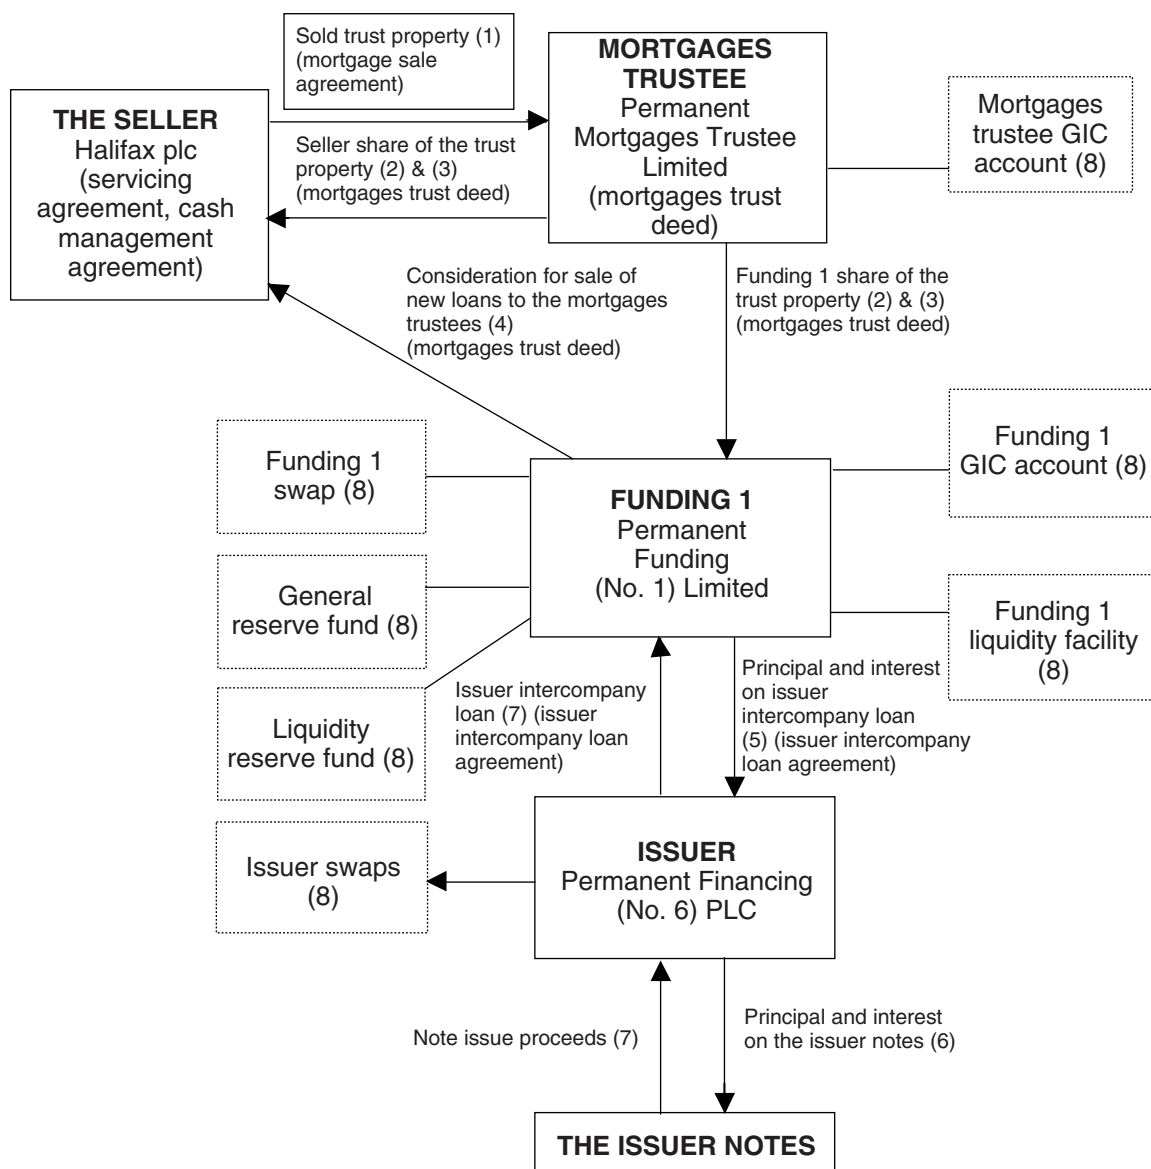 Sold trust property (1)
(mortgage sale
agreement)
MORTGAGES
TRUSTEE
Permanent
Mortgages Trustee
Limited
(mortgages trust
deed)
Mortgages
trustee GIC
account (8)
THE SELLER
Halifax plc
(servicing
agreement, cash
management
agreement)
Seller share of the trust
property (2) & (3)
(mortgages trust deed)
Consideration for sale of
new loans to the mortgages
trustees (4)
(mortgages trust deed)
Funding 1 share of the
trust property (2) & (3)
(mortgages trust deed)
Funding 1
swap (8)
FUNDING 1
Permanent
Funding
(No. 1) Limited
Funding 1
GIC account (8)
General
reserve fund (8)
Funding 1
liquidity facility
(8)
Liquidity
reserve fund (8)
Issuer intercompany
loan (7) (issuer
intercompany loan
agreement)
Principal and interest
on issuer
intercompany loan
(5) (issuer intercompany
loan agreement)
Issuer swaps
(8)
ISSUER
Permanent Financing
(No. 6) PLC
Note issue proceeds (7)
Principal and interest
on the issuer notes (6)
THE ISSUER NOTES